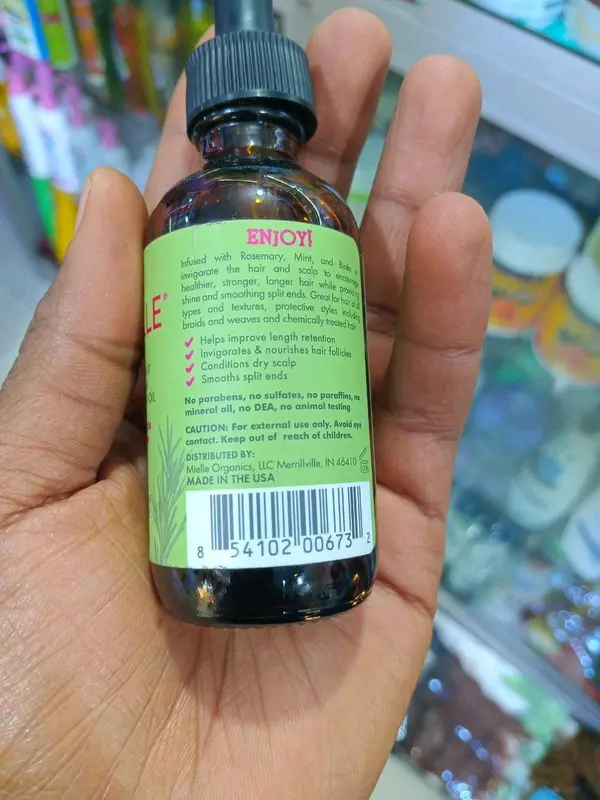 ENJOY!
Infused with Rosemary, Mint, and Biotin to
invigorate the hair and scalp to encourage
healthier, stronger, longer hair while providing
shine and smoothing split ends. Great for hair all
types and textures, protective styles including
braids and weaves and chemically treated hair.
Helps improve length retention
Invigorates & nourishes hair follicles
Conditions dry scalp
Smooths split ends
No parabens, no sulfates, no paraffins, no
mineral oil, no DEA, no animal testing
CAUTION: For external use only. Avoid eye
contact. Keep out of reach of children.
DISTRIBUTED BY:
Mielle Organics, LLC Merrillville, IN 46410
MADE IN THE USA
8 54102 00673 2
LE®
OIL